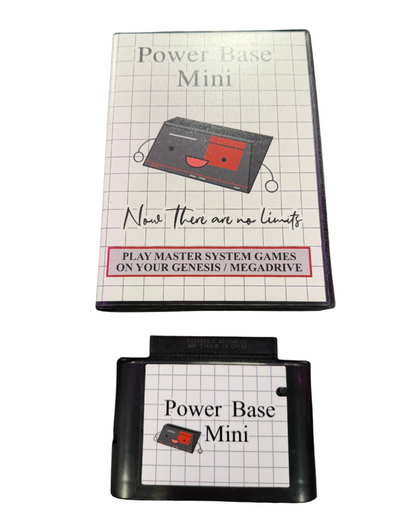 Power Base
Mini
Now There are no limits
PLAY MASTER SYSTEM GAMES
ON YOUR GENESIS / MEGADRIVE
Power Base
Mini